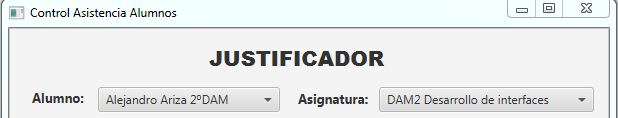 Control Asistencia Alumnos
JUSTIFICADOR
Alumno: Alejandro Ariza 2ºDAM Asignatura: DAM2 Desarrollo de interfaces